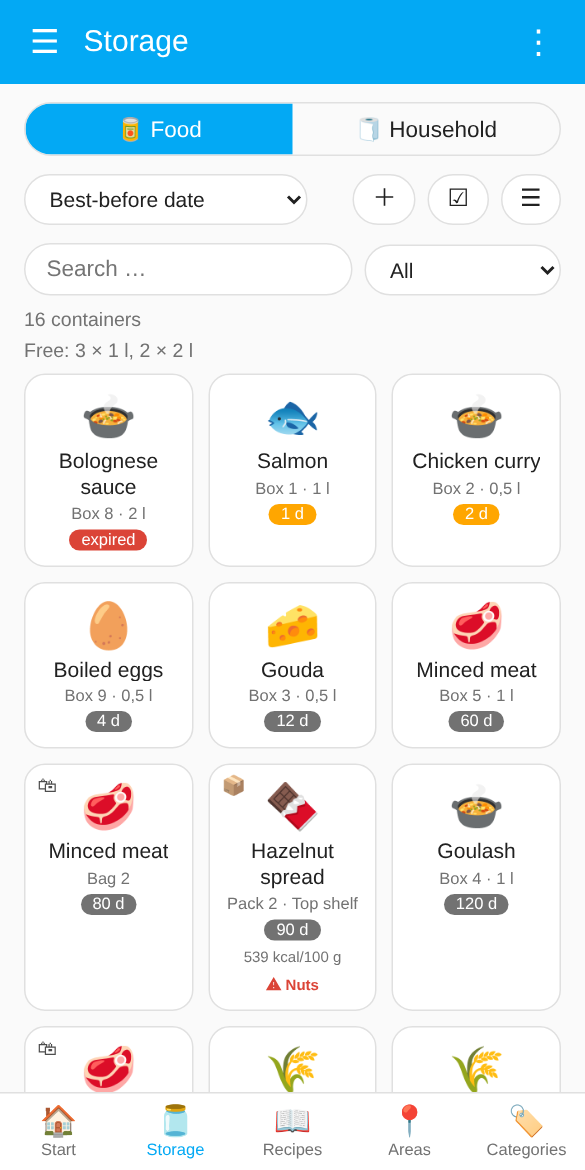 Storage
Food
Household
Best-before date
Search …
All
16 containers
Free: 3 × 1 l, 2 × 2 l
Bolognese
sauce
Box 8 · 2 l
expired
Salmon
Box 1 · 1 l
1 d
Chicken curry
Box 2 · 0,5 l
2 d
Boiled eggs
Box 9 · 0,5 l
4 d
Gouda
Box 3 · 0,5 l
12 d
Minced meat
Box 5 · 1 l
60 d
Minced meat
Bag 2
80 d
Hazelnut
spread
Pack 2 · Top shelf
90 d
539 kcal/100 g
Nuts
Goulash
Box 4 · 1 l
120 d
Start
Storage
Recipes
Areas
Categories